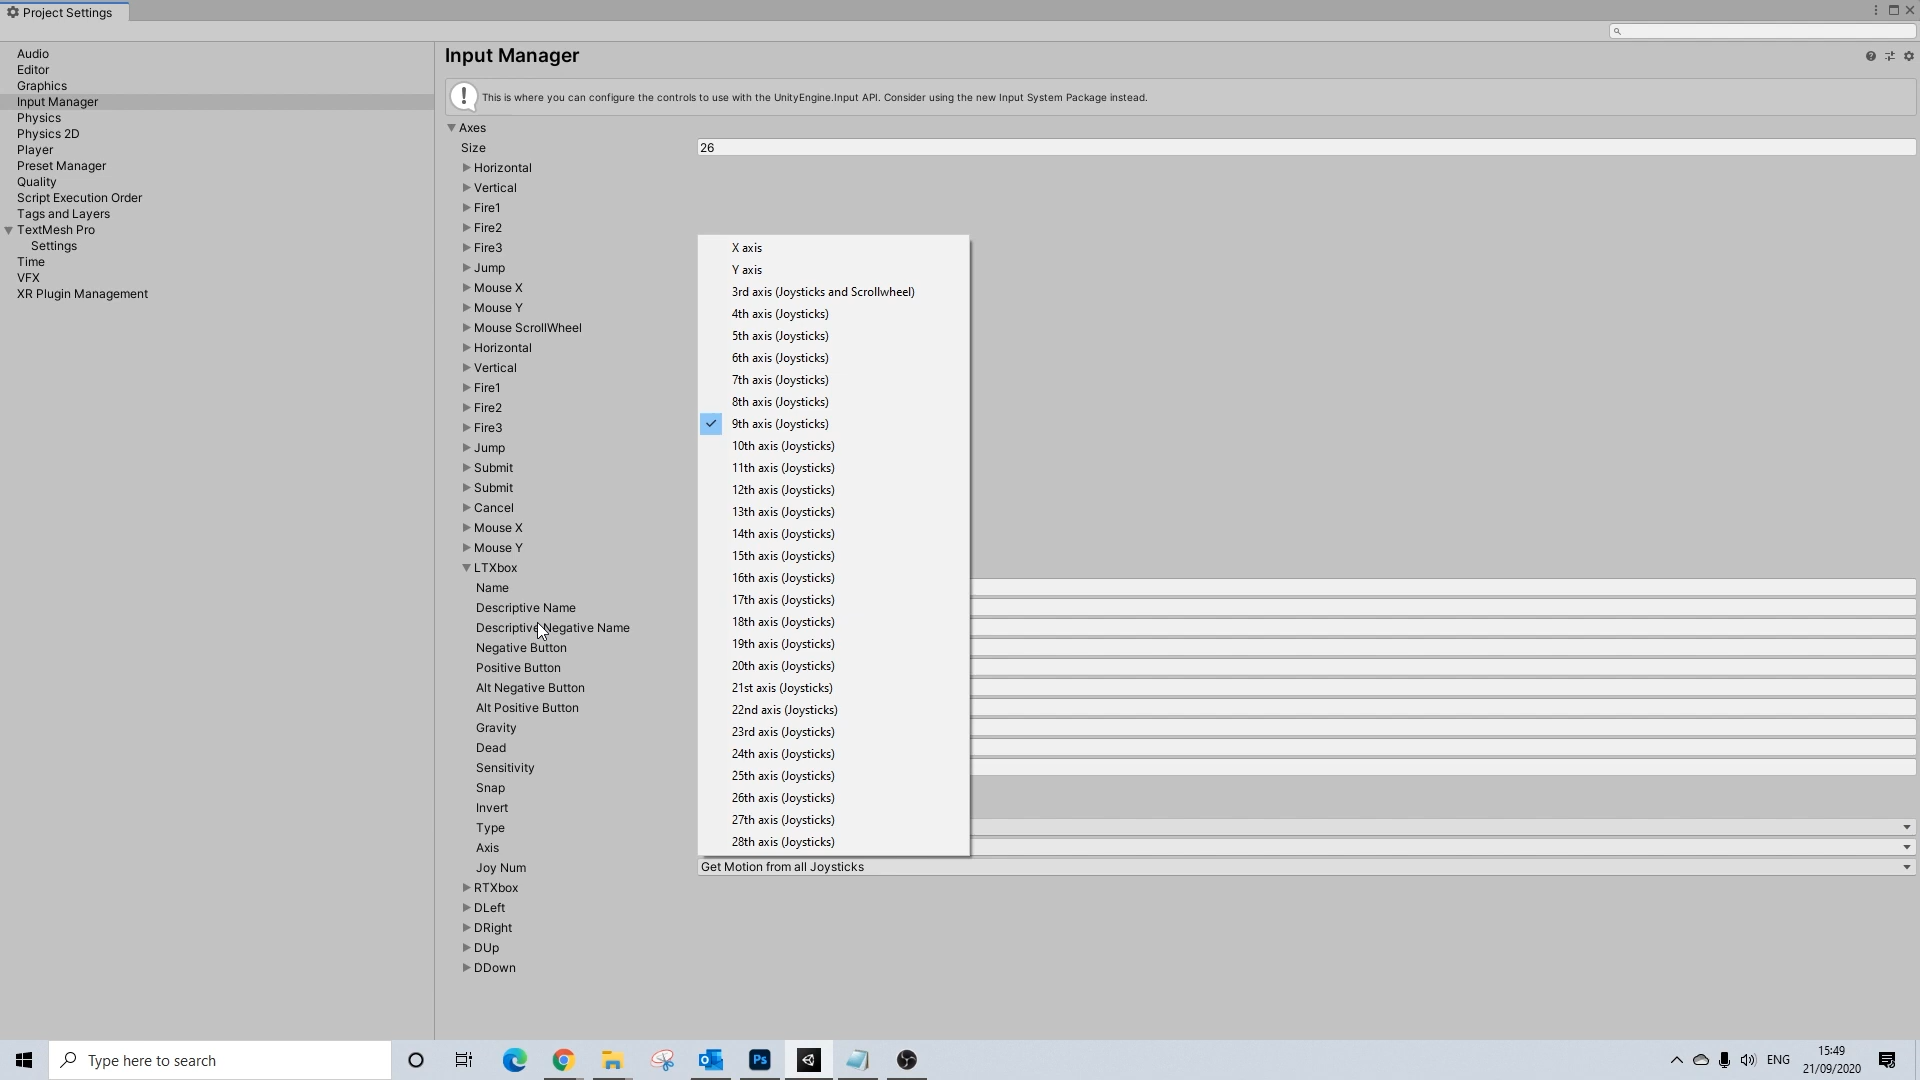 Project Settings
Audio
Editor
Graphics
Input Manager
Physics
Physics 2D
Player
Preset Manager
Quality
Script Execution Order
Tags and Layers
TextMesh Pro
Settings
Time
VFX
XR Plugin Management
Input Manager
This is where you can configure the controls to use with the UnityEngine.Input API. Consider using the new Input System Package instead.
Axes
Size 26
Horizontal
Vertical
Fire1
Fire2
Fire3
Jump
Mouse X
Mouse Y
Mouse ScrollWheel
Horizontal
Vertical
Fire1
Fire2
Fire3
Jump
Submit
Submit
Cancel
Mouse X
Mouse Y
LTXbox
Name
Descriptive Name
Descriptive Negative Name
Negative Button
Positive Button
Alt Negative Button
Alt Positive Button
Gravity
Dead
Sensitivity
Snap
Invert
Type
Axis
Joy Num Get Motion from all Joysticks
RTXbox
DLeft
DRight
DUp
DDown
X axis
Y axis
3rd axis (Joysticks and Scrollwheel)
4th axis (Joysticks)
5th axis (Joysticks)
6th axis (Joysticks)
7th axis (Joysticks)
8th axis (Joysticks)
9th axis (Joysticks)
10th axis (Joysticks)
11th axis (Joysticks)
12th axis (Joysticks)
13th axis (Joysticks)
14th axis (Joysticks)
15th axis (Joysticks)
16th axis (Joysticks)
17th axis (Joysticks)
18th axis (Joysticks)
19th axis (Joysticks)
20th axis (Joysticks)
21st axis (Joysticks)
22nd axis (Joysticks)
23rd axis (Joysticks)
24th axis (Joysticks)
25th axis (Joysticks)
26th axis (Joysticks)
27th axis (Joysticks)
28th axis (Joysticks)
Type here to search
Ps
ENG
15:49
21/09/2020